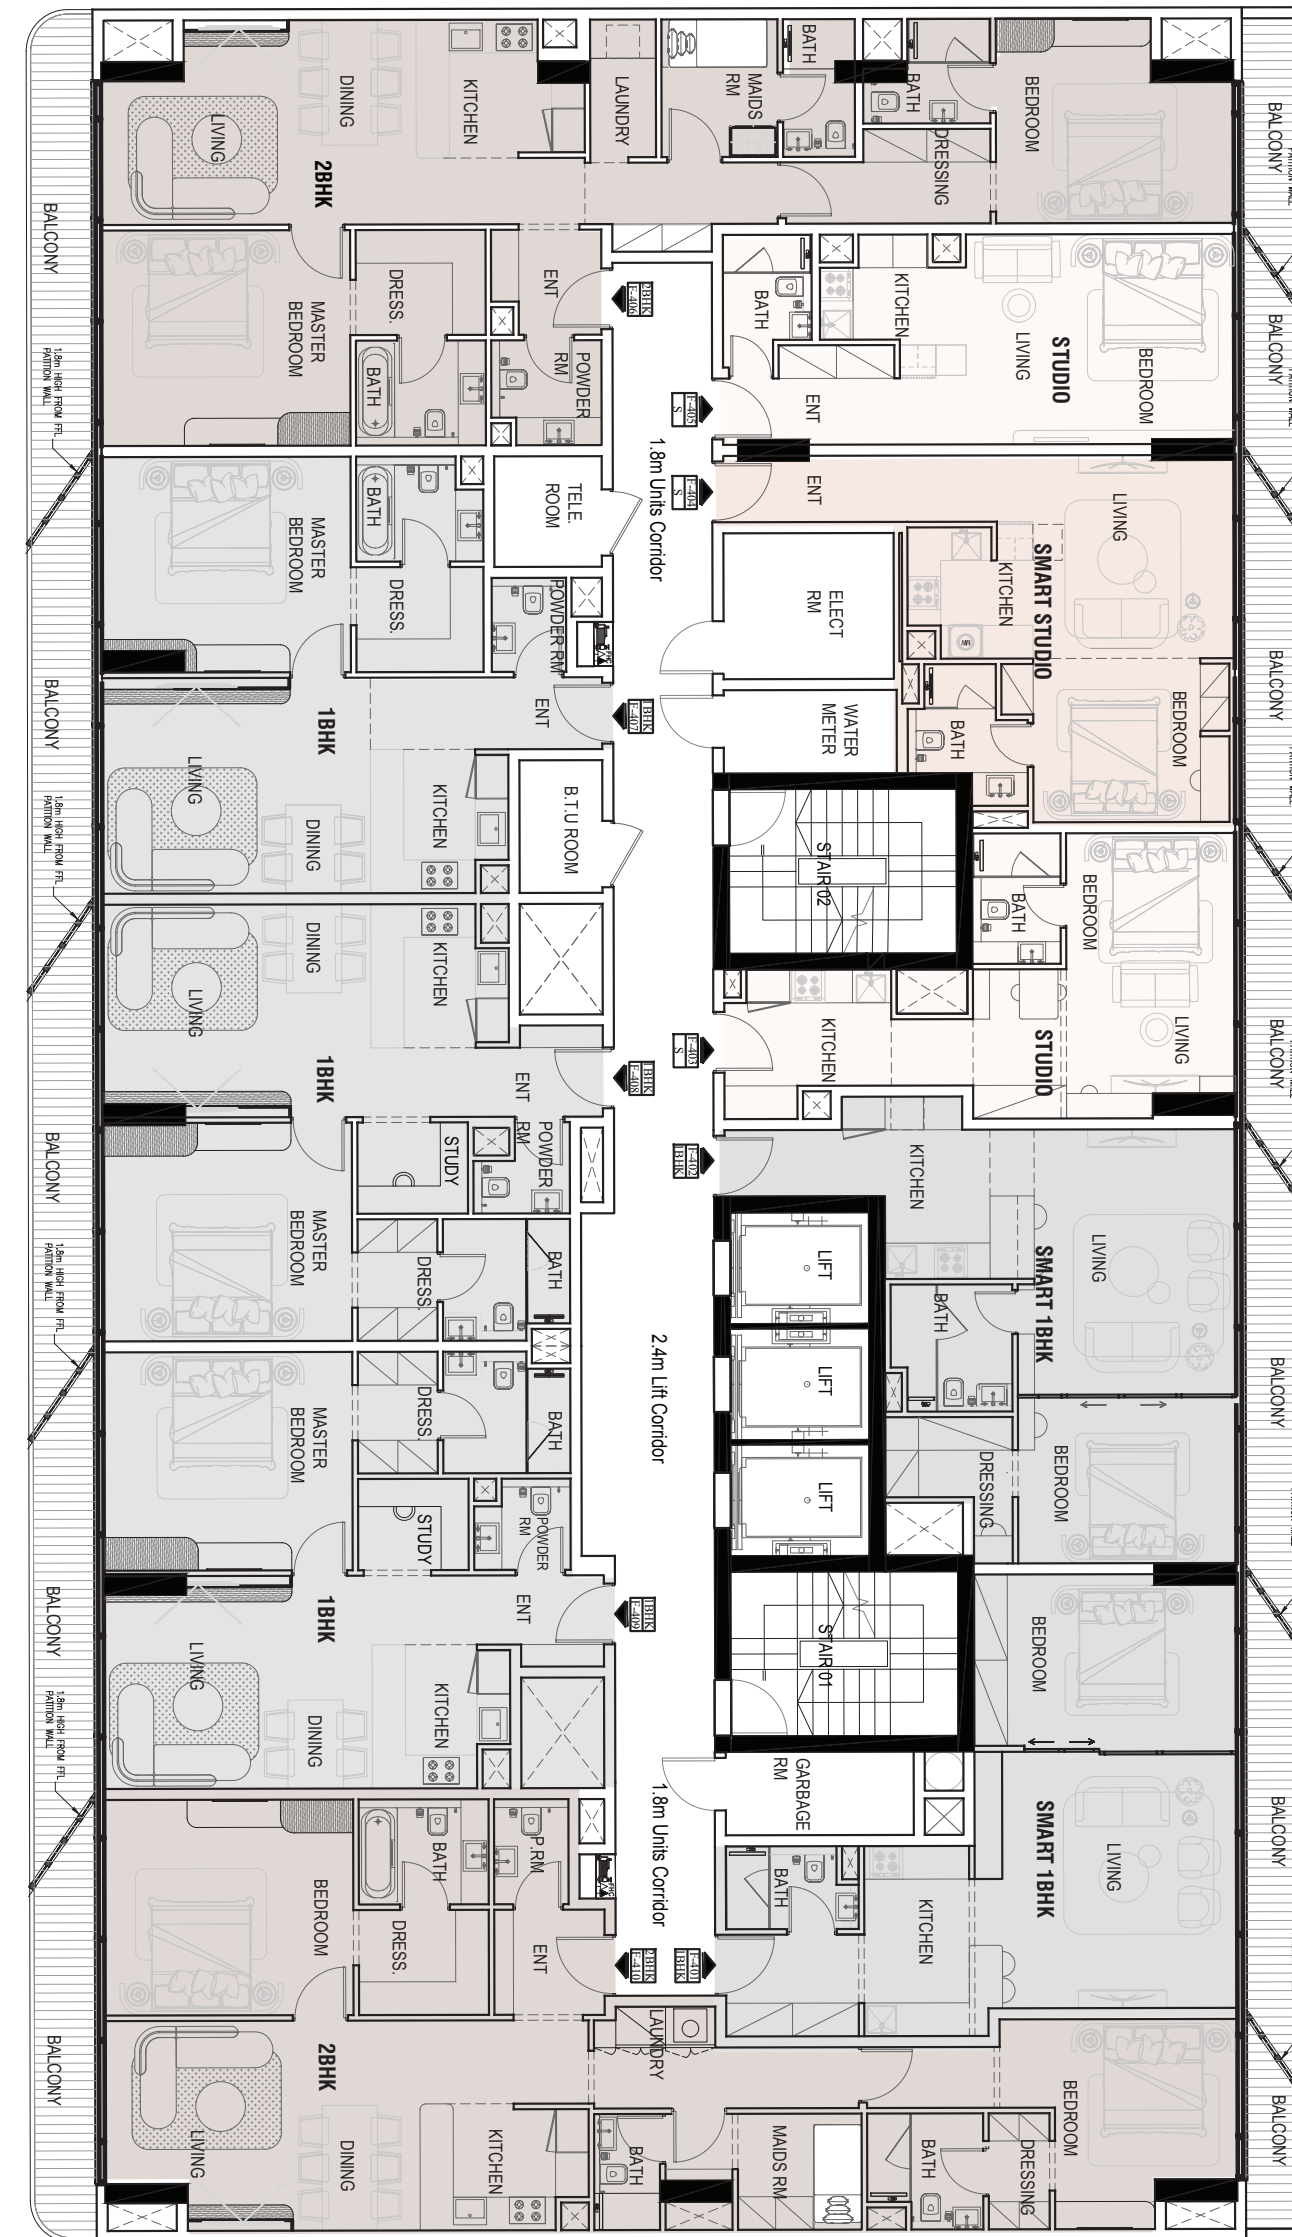 BATH
BATH
BEDROOM
KITCHEN
DINING
LAUNDRY
MAIDS
RM
LIVING
2BHK
DRESSING
BALCONY
BALCONY
MASTER
BEDROOM
DRESS.
ENT
2BHK
F-406
BATH
KITCHEN
LIVING
STUDIO
BEDROOM
BALCONY
1.8m HIGH FROM FFL
PATITION WALL
BATH
POWDER
RM
ENT
F-405
S
1.8m Units Corridor
MASTER
BEDROOM
BATH
TELE.
ROOM
F-404
S
ENT
LIVING
DRESS.
POWDER RM
ELECT
RM
KITCHEN
SMART STUDIO
BALCONY
BALCONY
1BHK
ENT
1BHK
F-407
WATER
METER
BATH
BEDROOM
LIVING
DINING
KITCHEN
B.T.U ROOM
STAIR 02
1.8m HIGH FROM FFL
PATITION WALL
BATH
BEDROOM
DINING
KITCHEN
LIVING
1BHK
ENT
1BHK
F-408
F-403
S
KITCHEN
STUDIO
LIVING
BALCONY
BALCONY
STUDY
POWDER
RM
F-402
1BHK
KITCHEN
MASTER
BEDROOM
DRESS.
BATH
LIFT
LIVING
SMART 1BHK
BATH
1.8m HIGH FROM FFL
PATITION WALL
2.4m Lift Corridor
LIFT
BALCONY
MASTER
BEDROOM
DRESS.
BATH
LIFT
DRESSING
BEDROOM
STUDY
POWDER
RM
BALCONY
1BHK
ENT
1BHK
F-409
STAIR 01
BEDROOM
LIVING
DINING
KITCHEN
1.8m HIGH FROM FFL
PATITION WALL
1.8m Units Corridor
GARBAGE
RM
SMART 1BHK
LIVING
BALCONY
BEDROOM
BATH
P.RM
FHC
BATH
KITCHEN
DRESS.
ENT
2BHK
F-410
F-401
1BHK
BALCONY
2BHK
LAUNDRY
BEDROOM
BALCONY
LIVING
DINING
KITCHEN
BATH
MAIDS RM
BATH
DRESSING